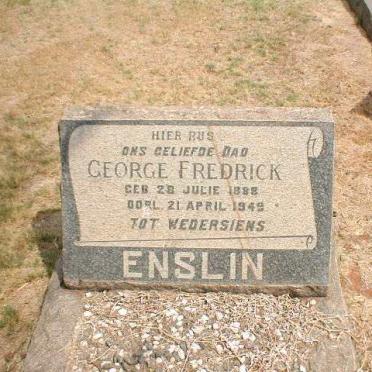 HIER RUS
ONS GELIEFDE DAD
GEORGE FREDRICK
GEB 28 JULIE 1888
OORL. 21 APRIL 1949
TOT WEDERSIENS
ENSLIN